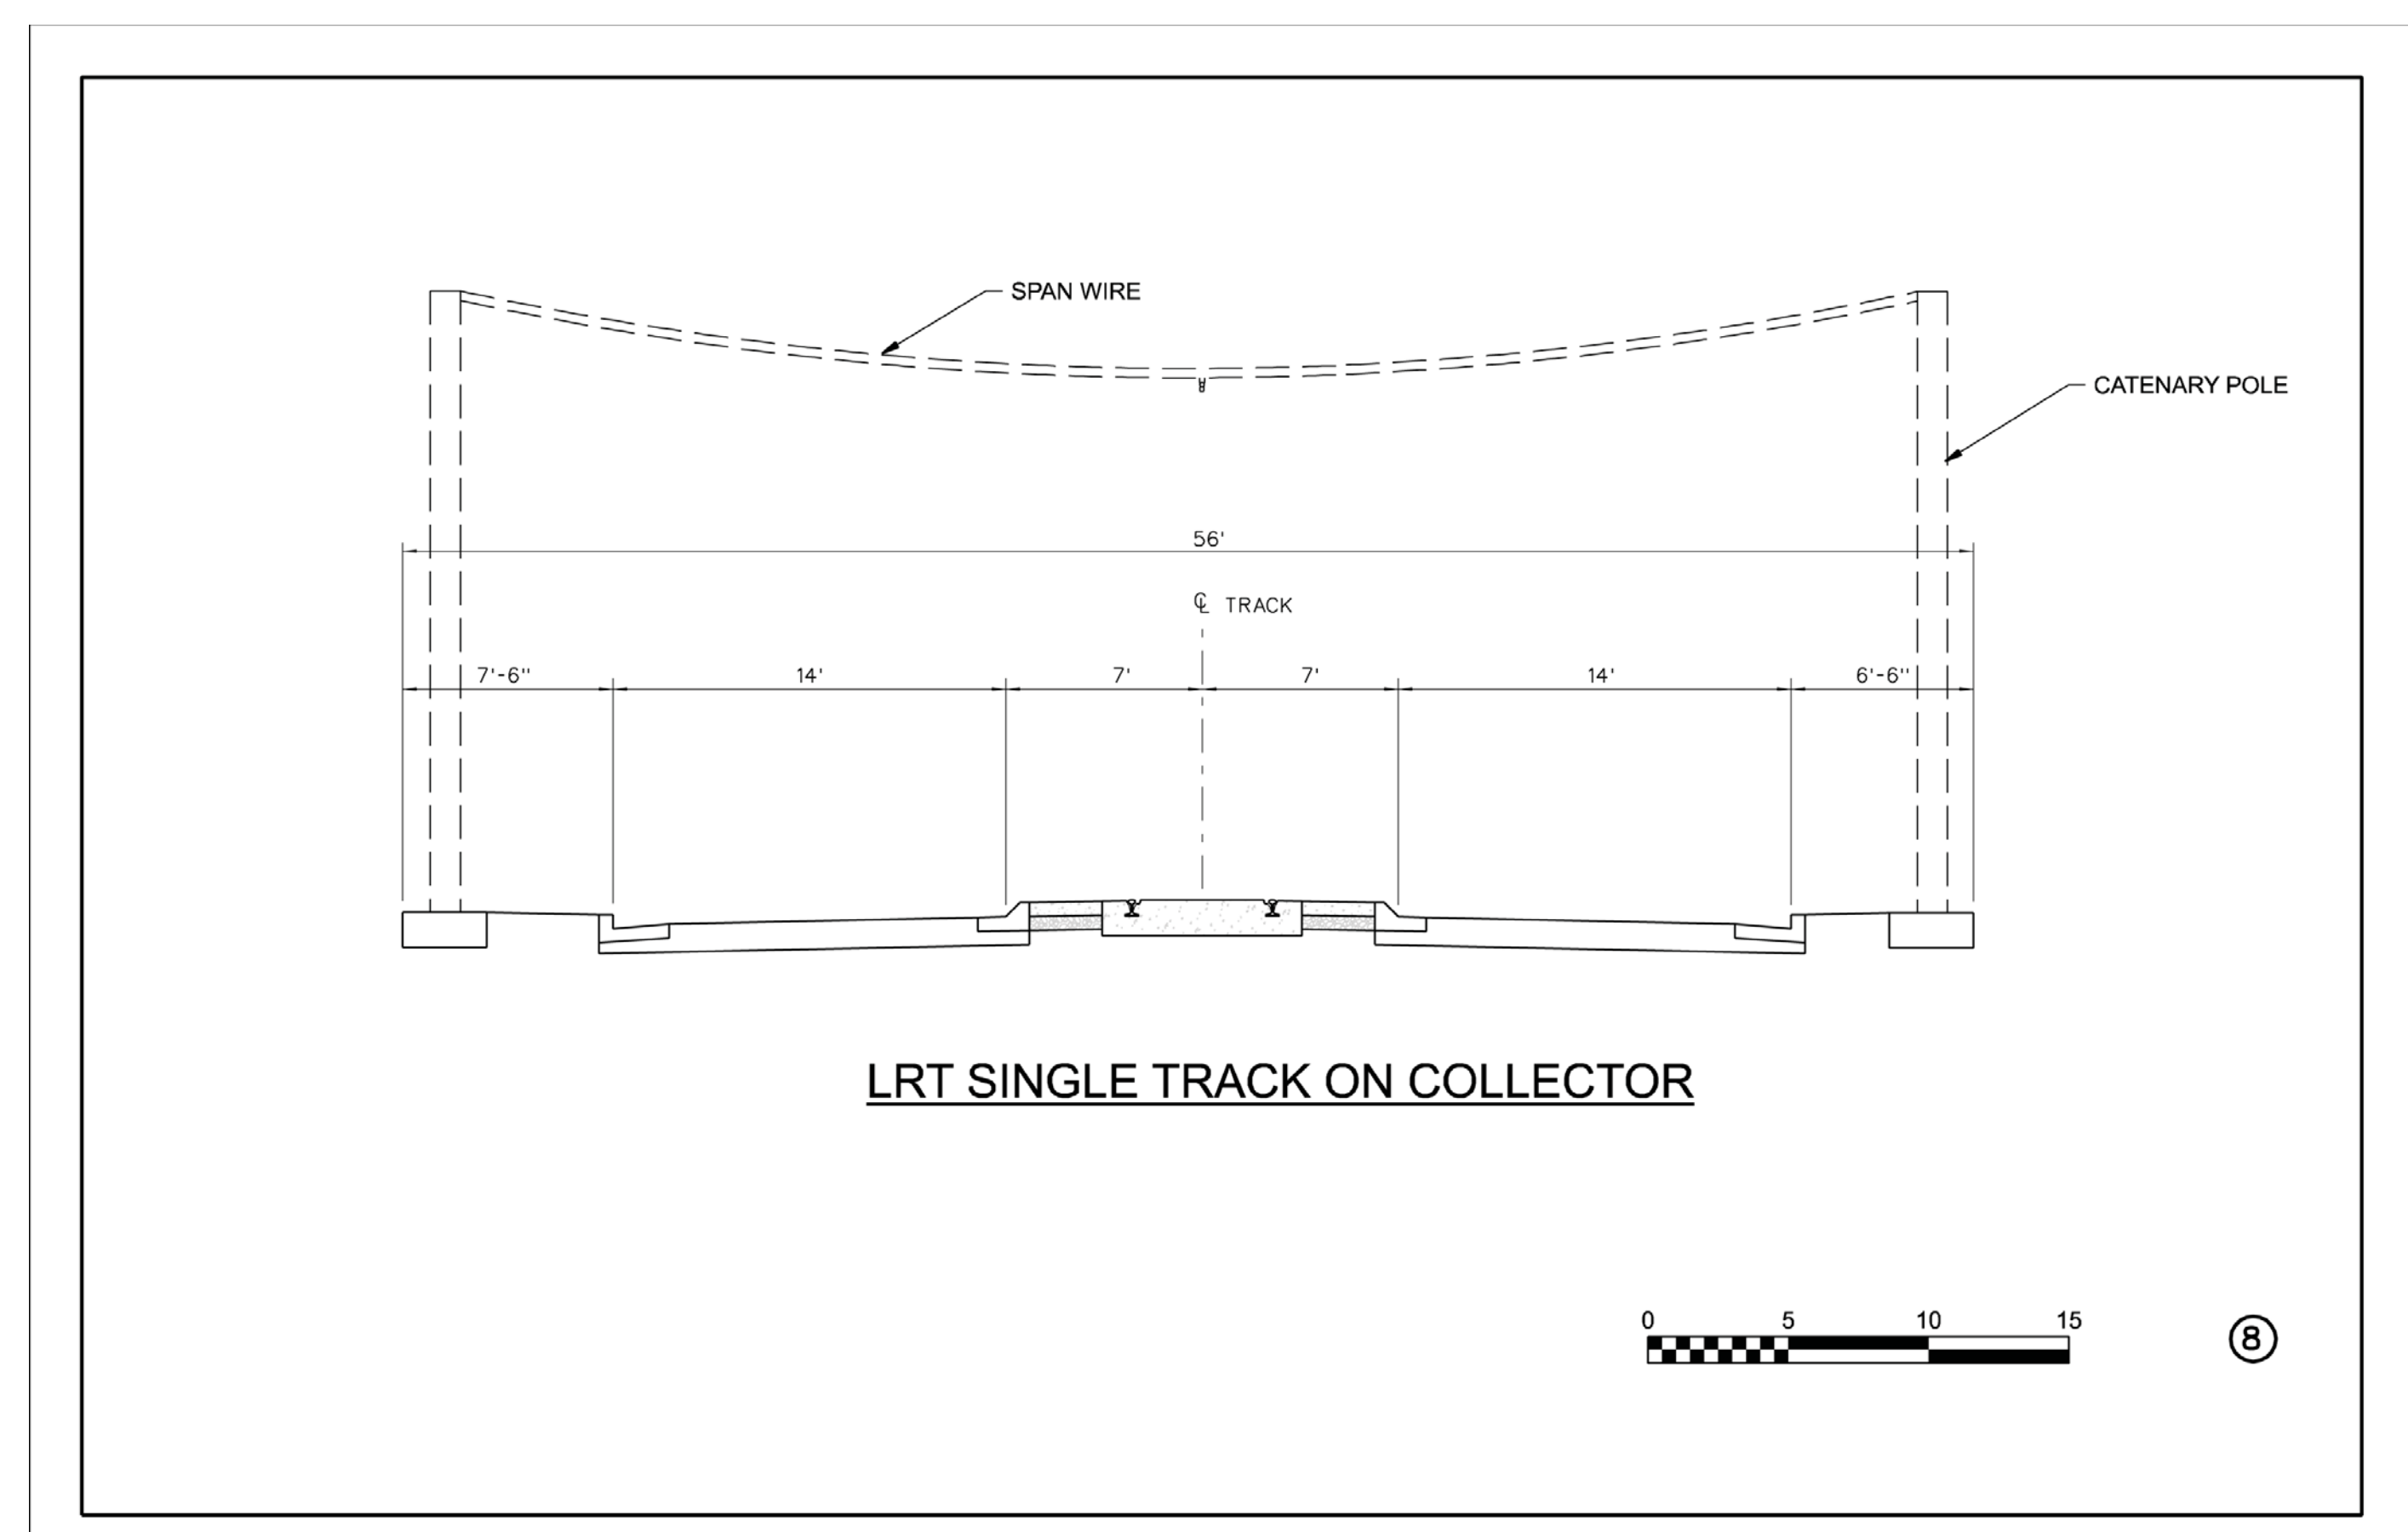 SPAN WIRE
CATENARY POLE
56'
℄ TRACK
7'-6" 14' 7' 7' 14' 6'-6"
LRT SINGLE TRACK ON COLLECTOR
0 5 10 15
8